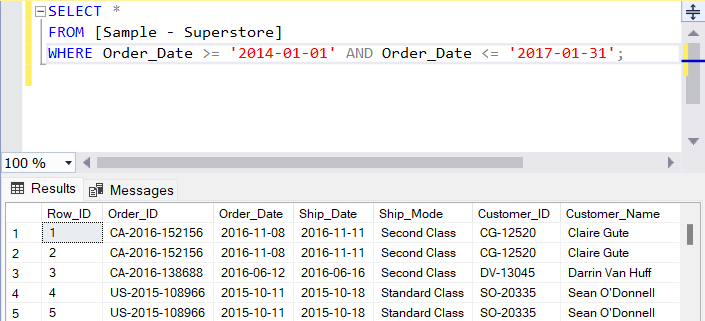 SELECT *
FROM [Sample - Superstore]
WHERE Order_Date >= '2014-01-01' AND Order_Date <= '2017-01-31';
100 %
Results Messages
Row_ID Order_ID Order_Date Ship_Date Ship_Mode Customer_ID Customer_Name
1 1 CA-2016-152156 2016-11-08 2016-11-11 Second Class CG-12520 Claire Gute
2 2 CA-2016-152156 2016-11-08 2016-11-11 Second Class CG-12520 Claire Gute
3 3 CA-2016-138688 2016-06-12 2016-06-16 Second Class DV-13045 Darrin Van Huff
4 4 US-2015-108966 2015-10-11 2015-10-18 Standard Class SO-20335 Sean O'Donnell
5 5 US-2015-108966 2015-10-11 2015-10-18 Standard Class SO-20335 Sean O'Donnell